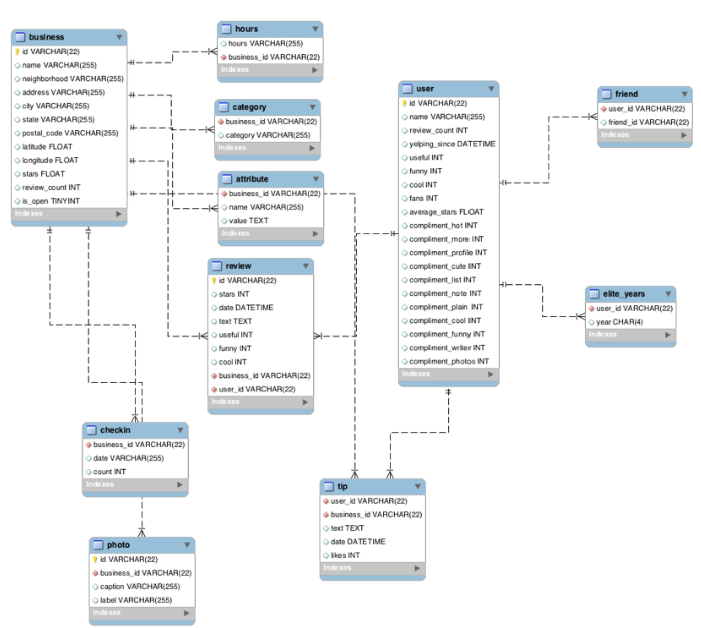 business
id VARCHAR(22)
name VARCHAR(255)
neighborhood VARCHAR(255)
address VARCHAR(255)
city VARCHAR(255)
state VARCHAR(255)
postal_code VARCHAR(255)
latitude FLOAT
longitude FLOAT
stars FLOAT
review_count INT
is_open TINYINT
Indexes
hours
hours VARCHAR(255)
business_id VARCHAR(22)
Indexes
category
business_id VARCHAR(22)
category VARCHAR(255)
Indexes
attribute
business_id VARCHAR(22)
name VARCHAR(255)
value TEXT
Indexes
review
id VARCHAR(22)
stars INT
date DATETIME
text TEXT
useful INT
funny INT
cool INT
business_id VARCHAR(22)
user_id VARCHAR(22)
Indexes
user
id VARCHAR(22)
name VARCHAR(255)
review_count INT
yelping_since DATETIME
useful INT
funny INT
cool INT
fans INT
average_stars FLOAT
compliment_hot INT
compliment_more INT
compliment_profile INT
compliment_cute INT
compliment_list INT
compliment_note INT
compliment_plain INT
compliment_cool INT
compliment_funny INT
compliment_writer INT
compliment_photos INT
Indexes
friend
user_id VARCHAR(22)
friend_id VARCHAR(22)
Indexes
elite_years
user_id VARCHAR(22)
year CHAR(4)
Indexes
checkin
business_id VARCHAR(22)
date VARCHAR(255)
count INT
Indexes
tip
user_id VARCHAR(22)
business_id VARCHAR(22)
text TEXT
date DATETIME
likes INT
Indexes
photo
id VARCHAR(22)
business_id VARCHAR(22)
caption VARCHAR(255)
label VARCHAR(255)
Indexes